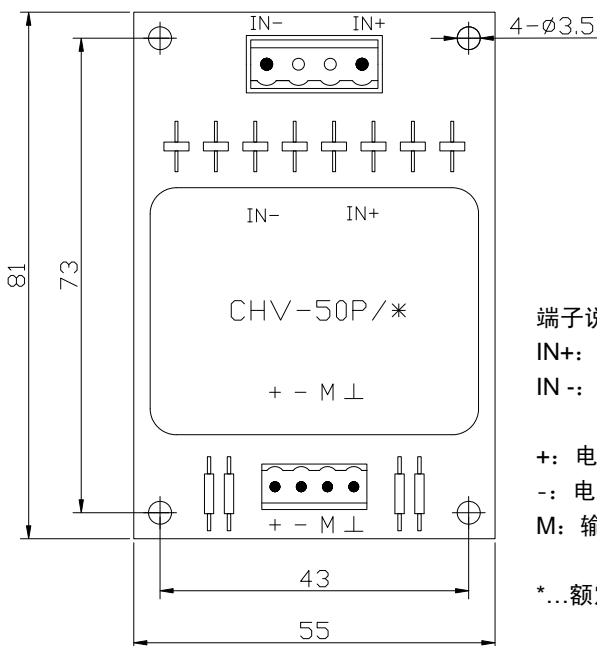 IN- IN+
4-Ø3.5
IN- IN+
CHV-50P/*
+ - M ⊥
+ - M ⊥
81
73
43
55
端子说
IN+:
IN -:
+: 电
-: 电
M: 输
*…额